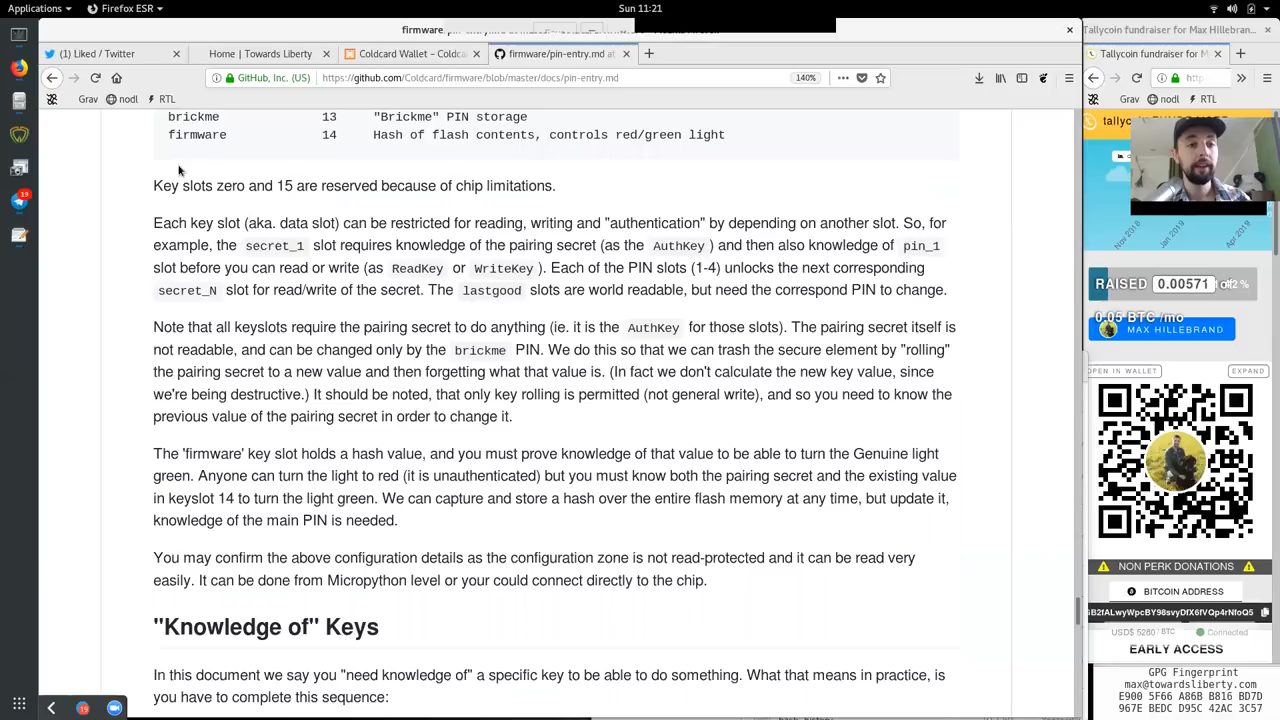 Applications
Firefox ESR
Sun 11:21
firmware
Tallycoin fundraiser for Max Hillebran…
(1) Liked / Twitter
Home | Towards Liberty
Coldcard Wallet – Coldc
firmware/pin-entry.md at
Tallycoin fundraiser for M
GitHub, Inc. (US)
https://github.com/Coldcard/firmware/blob/master/docs/pin-entry.md
140%
Grav
nodl
RTL
Grav
nodl
RTL
brickme 13 "Brickme" PIN storage
firmware 14 Hash of flash contents, controls red/green light
Key slots zero and 15 are reserved because of chip limitations.
Each key slot (aka. data slot) can be restricted for reading, writing and "authentication" by depending on another slot. So, for
example, the secret_1 slot requires knowledge of the pairing secret (as the AuthKey ) and then also knowledge of pin_1
slot before you can read or write (as ReadKey or WriteKey ). Each of the PIN slots (1-4) unlocks the next corresponding
secret_N slot for read/write of the secret. The lastgood slots are world readable, but need the correspond PIN to change.
Note that all keyslots require the pairing secret to do anything (ie. it is the AuthKey for those slots). The pairing secret itself is
not readable, and can be changed only by the brickme PIN. We do this so that we can trash the secure element by "rolling"
the pairing secret to a new value and then forgetting what that value is. (In fact we don't calculate the new key value, since
we're being destructive.) It should be noted, that only key rolling is permitted (not general write), and so you need to know the
previous value of the pairing secret in order to change it.
The 'firmware' key slot holds a hash value, and you must prove knowledge of that value to be able to turn the Genuine light
green. Anyone can turn the light to red (it is unauthenticated) but you must know both the pairing secret and the existing value
in keyslot 14 to turn the light green. We can capture and store a hash over the entire flash memory at any time, but update it,
knowledge of the main PIN is needed.
You may confirm the above configuration details as the configuration zone is not read-protected and it can be read very
easily. It can be done from Micropython level or your could connect directly to the chip.
"Knowledge of" Keys
In this document we say you "need knowledge of" a specific key to be able to do something. What that means in practice, is
you have to complete this sequence:
19
19
tallyc
Nov 2018
Jan 2019
Apr 2019
RAISED 0.00571
0.05 BTC/mo
MAX HILLEBRAND
OPEN IN WALLET
EXPAND
NON PERK DONATIONS
BITCOIN ADDRESS
USD$ 5280 / BTC
Connected
EARLY ACCESS
GPG Fingerprint
max@towardsliberty.com
E900 5F66 A86B B816 BD7D
967E BEDC D95C 42AC 3C57